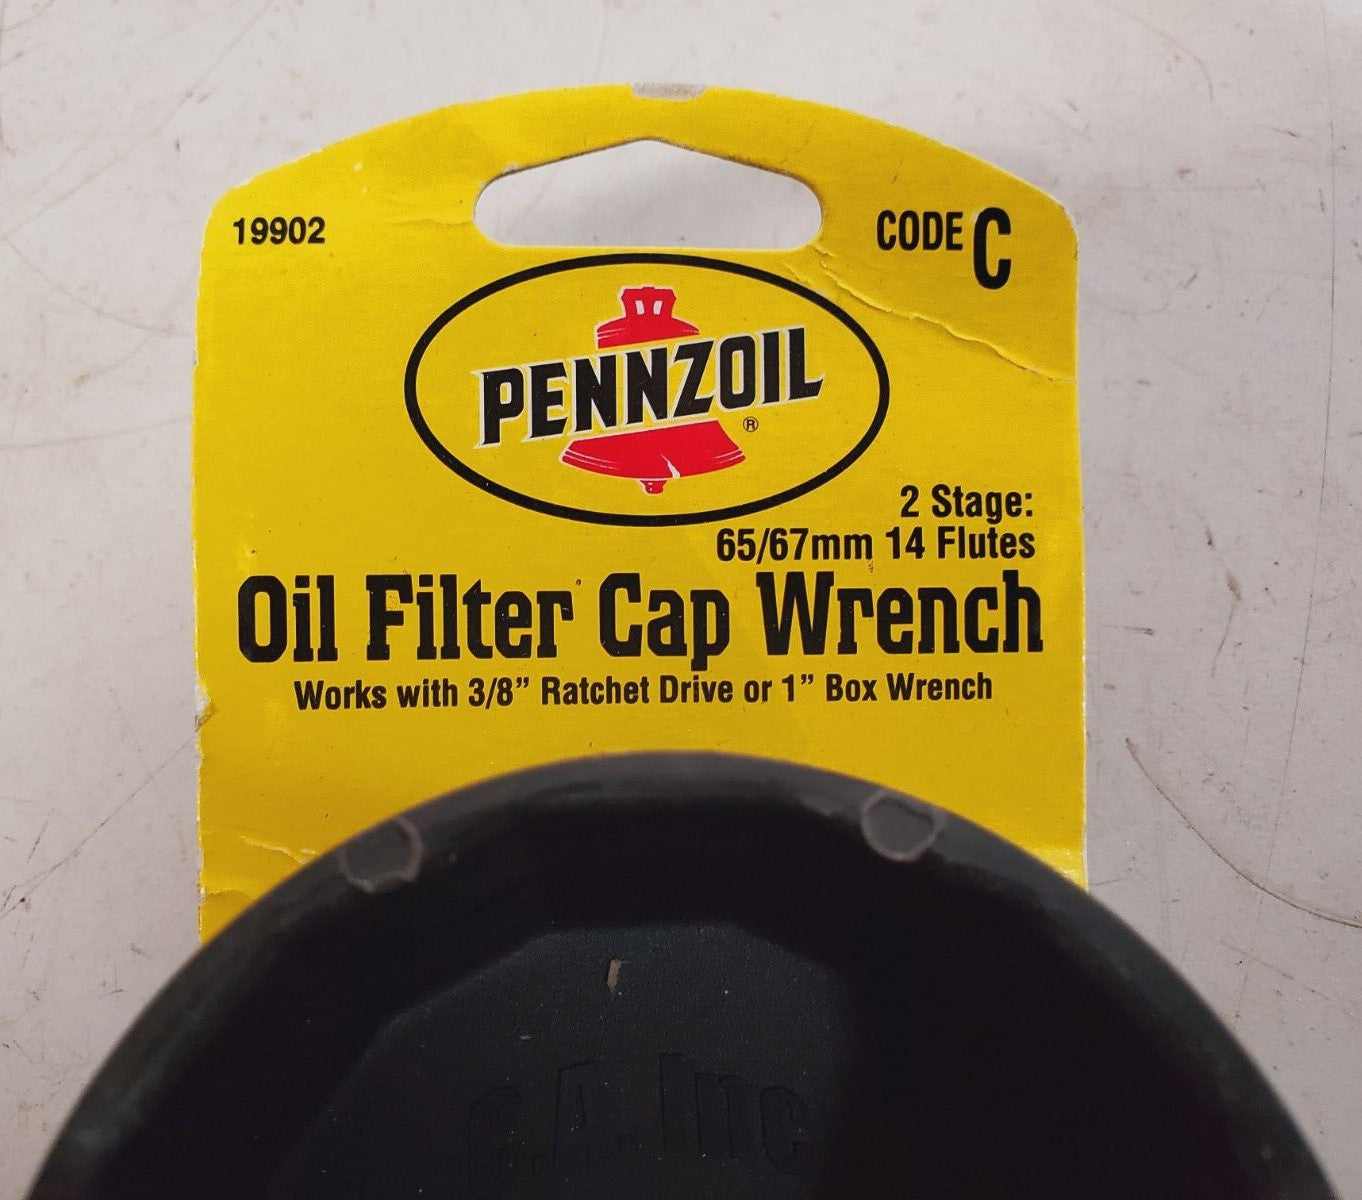 19902
CODE C
PENNZOIL®
2 Stage:
65/67mm 14 Flutes
Oil Filter Cap Wrench
Works with 3/8” Ratchet Drive or 1” Box Wrench
C.A. Inc